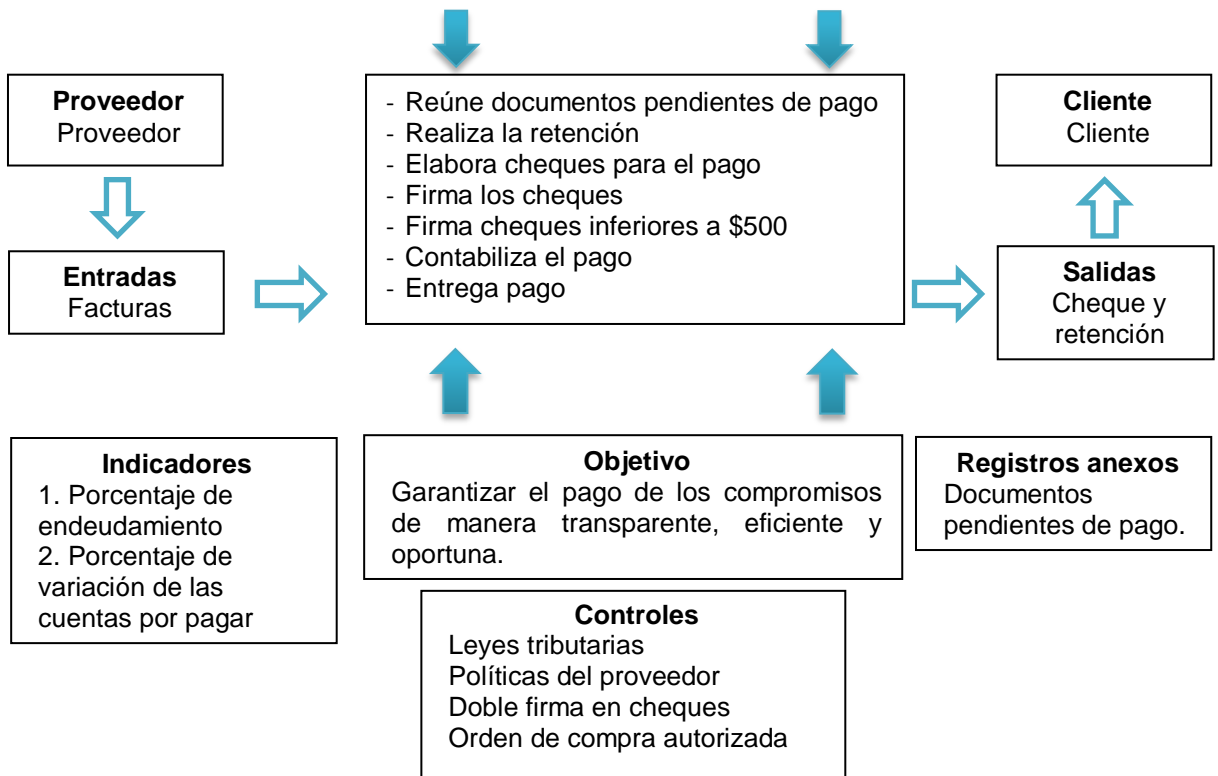 Proveedor
Proveedor
- Reúne documentos pendientes de pago
- Realiza la retención
- Elabora cheques para el pago
- Firma los cheques
- Firma cheques inferiores a $500
- Contabiliza el pago
- Entrega pago
Cliente
Cliente
Entradas
Facturas
Salidas
Cheque y
retención
Indicadores
1. Porcentaje de
endeudamiento
2. Porcentaje de
variación de las
cuentas por pagar
Objetivo
Garantizar el pago de los compromisos
de manera transparente, eficiente y
oportuna.
Registros anexos
Documentos
pendientes de pago.
Controles
Leyes tributarias
Políticas del proveedor
Doble firma en cheques
Orden de compra autorizada